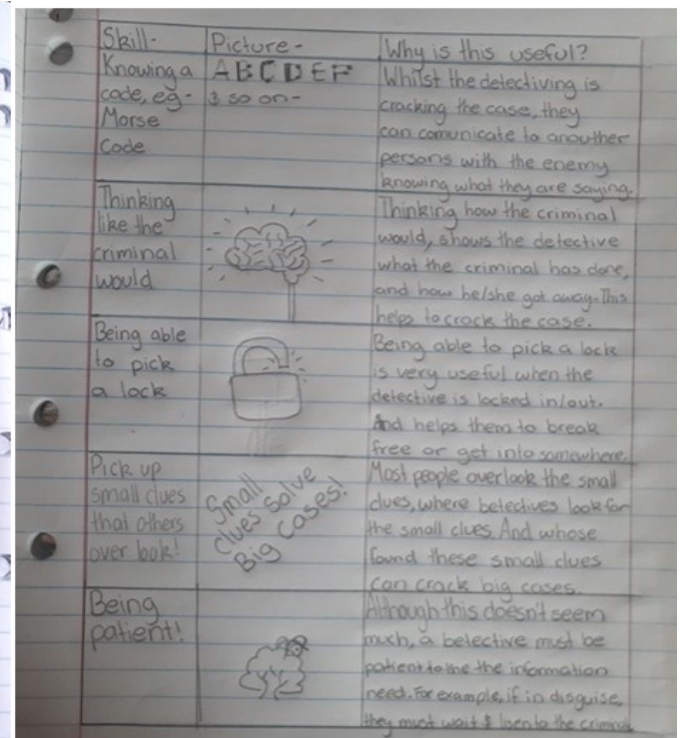 Skill-
Picture-
Why is this useful?
Knowing a
code, eg-
Morse
Code
A B C D E F
& so on-
Whilst the detectiving is
cracking the case, they
can comunicate to anouther
persons with the enemy
knowing what they are saying.
Thinking
like the
criminal
would
Thinking how the criminal
would, shows the detective
what the criminal has done,
and how he/she got away. This
helps to crack the case.
Being able
to pick
a lock
Being able to pick a lock
is very useful when the
detective is locked in/out.
And helps them to break
free or get into somewhere.
Pick up
small clues
that others
over look!
Small
Clues solve
Big Cases!
Most people overlook the small
clues, where betectives look for
the small clues. And whose
found these small clues
can crack big cases.
Being
patient!
Although this doesn't seem
much, a betective must be
patient to the information
need. For example, if in disguise,
they must wait & to the criminal